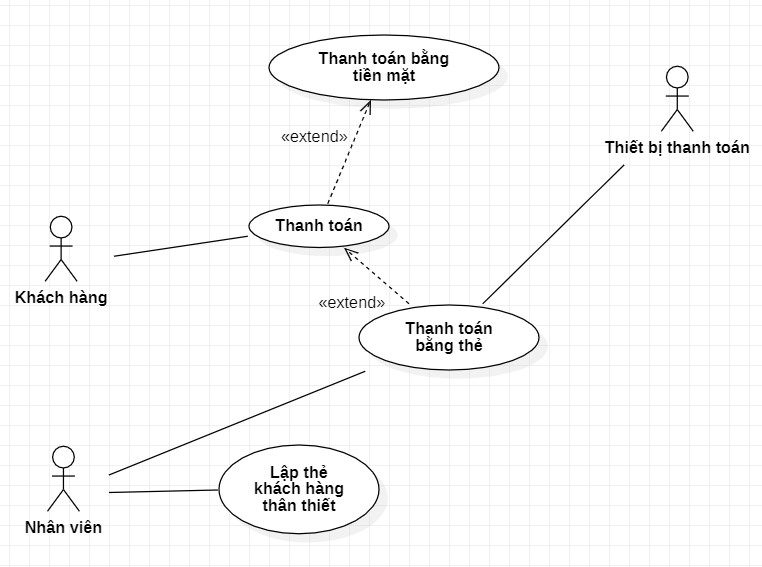 Thanh toán bằng
tiền mặt
Thiết bị thanh toán
«extend»
Thanh toán
Khách hàng
«extend»
Thanh toán
bằng thẻ
Lập thẻ
khách hàng
thân thiết
Nhân viên